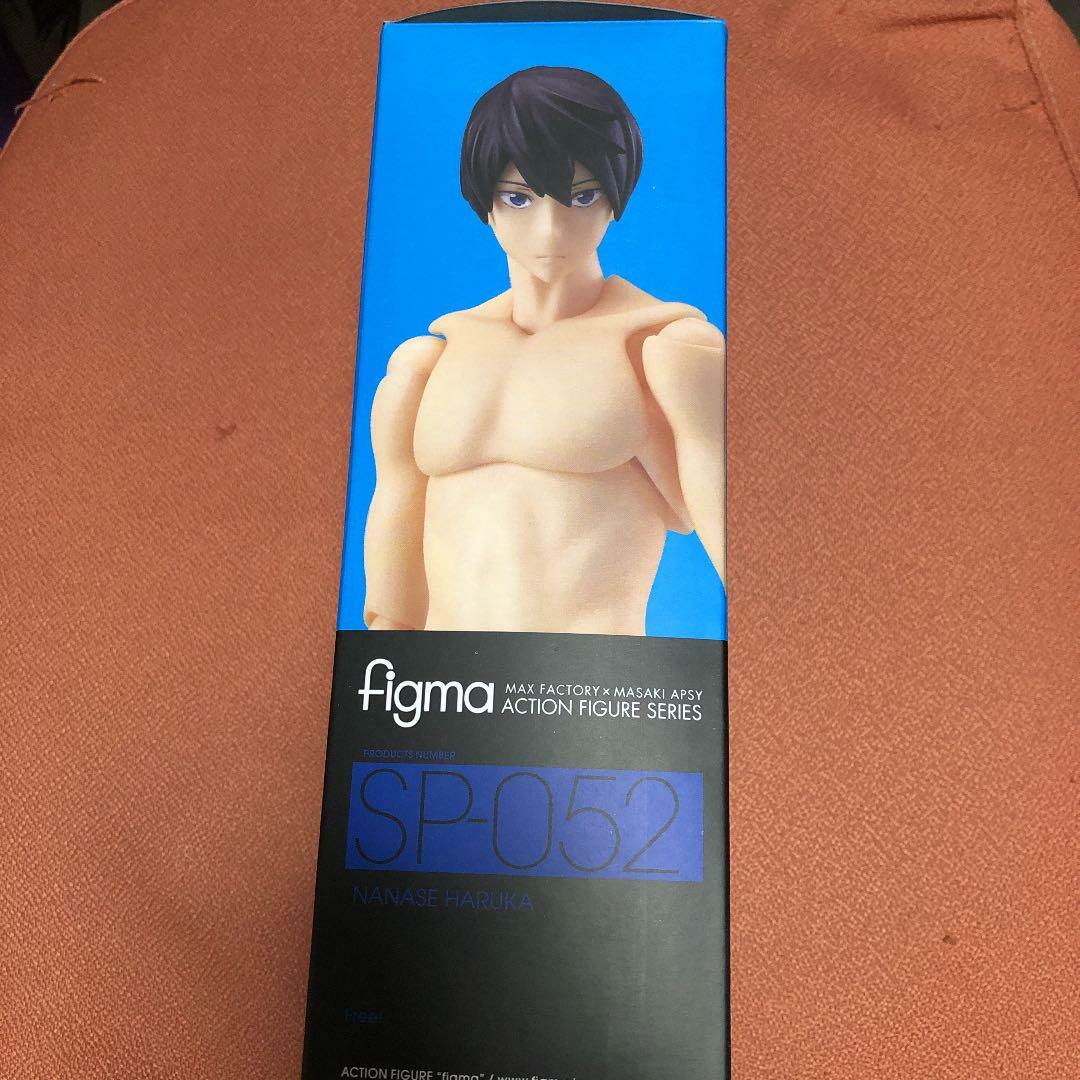 figma MAX FACTORY × MASAKI APSY
ACTION FIGURE SERIES
PRODUCTS NUMBER
SP-052
NANASE HARUKA
Free!
ACTION FIGURE "figma" / www.figma